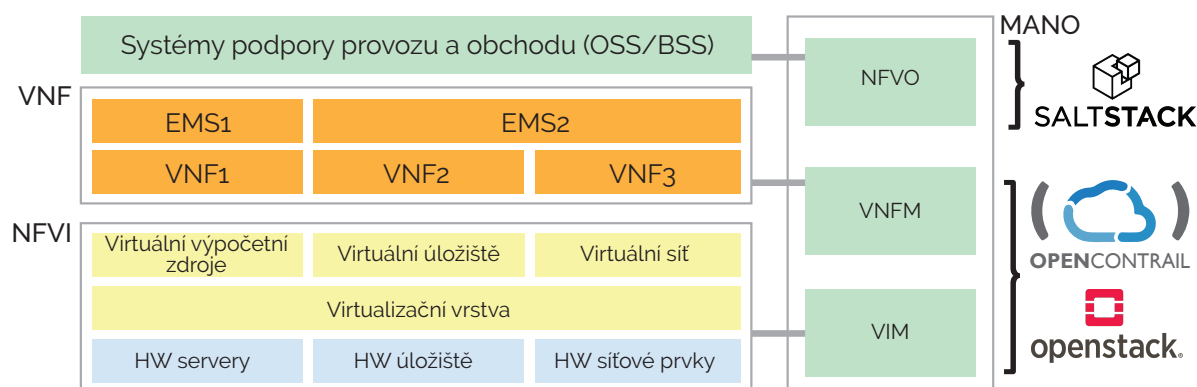 MANO
Systémy podpory provozu a obchodu (OSS/BSS)
NFVO
SALTSTACK
VNF
EMS1
EMS2
VNF1
VNF2
VNF3
VNFM
OPENCONTRAIL
NFVI
Virtuální výpočetní
zdroje
Virtuální úložiště
Virtuální síť
Virtualizační vrstva
VIM
openstack.
HW servery
HW úložiště
HW síťové prvky